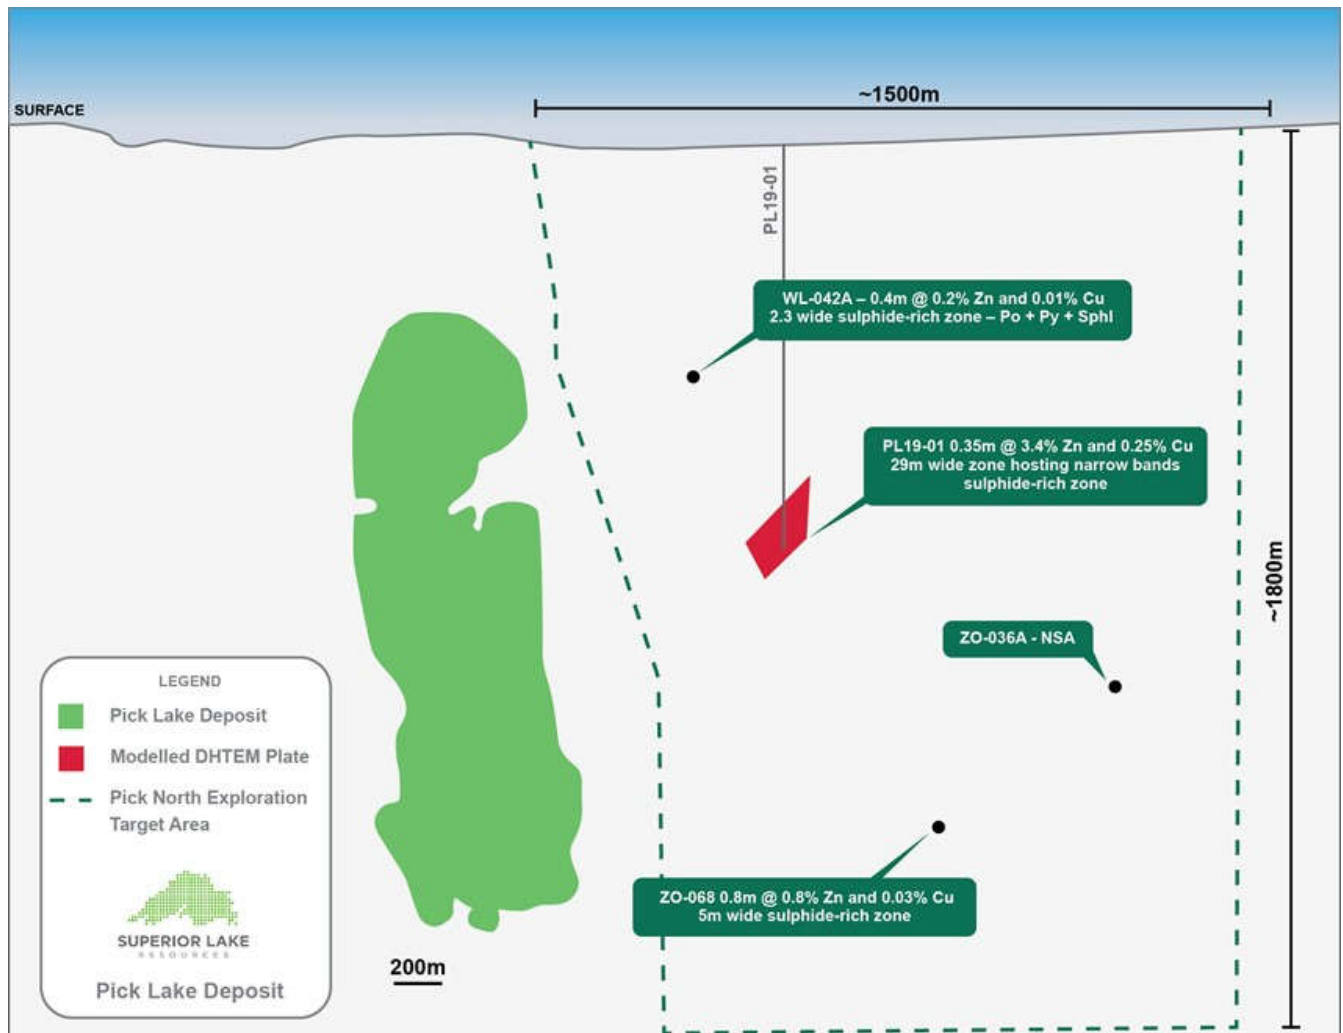 SURFACE
~1500m
PL19-01
WL-042A – 0.4m @ 0.2% Zn and 0.01% Cu
2.3 wide sulphide-rich zone – Po + Py + Sphl
PL19-01 0.35m @ 3.4% Zn and 0.25% Cu
29m wide zone hosting narrow bands
sulphide-rich zone
~1800m
ZO-036A - NSA
ZO-068 0.8m @ 0.8% Zn and 0.03% Cu
5m wide sulphide-rich zone
200m
LEGEND
Pick Lake Deposit
Modelled DHTEM Plate
Pick North Exploration
Target Area
SUPERIOR LAKE
RESOURCES
Pick Lake Deposit